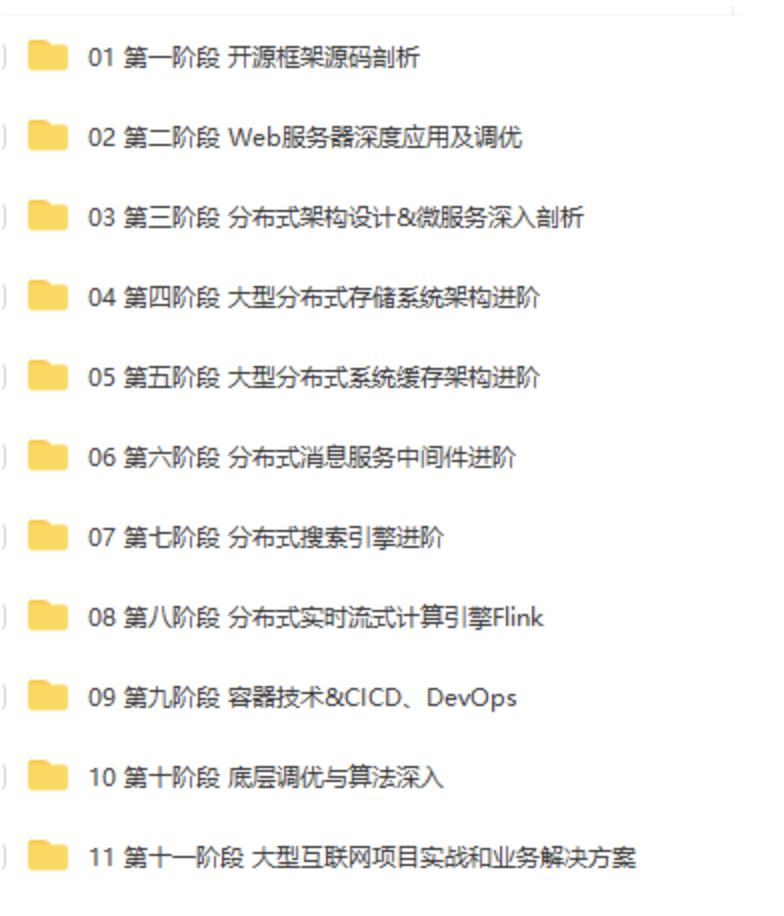 01 第一阶段 开源框架源码剖析
02 第二阶段 Web服务器深度应用及调优
03 第三阶段 分布式架构设计&微服务深入剖析
04 第四阶段 大型分布式存储系统架构进阶
05 第五阶段 大型分布式系统缓存架构进阶
06 第六阶段 分布式消息服务中间件进阶
07 第七阶段 分布式搜索引擎进阶
08 第八阶段 分布式实时流式计算引擎Flink
09 第九阶段 容器技术&CICD、DevOps
10 第十阶段 底层调优与算法深入
11 第十一阶段 大型互联网项目实战和业务解决方案